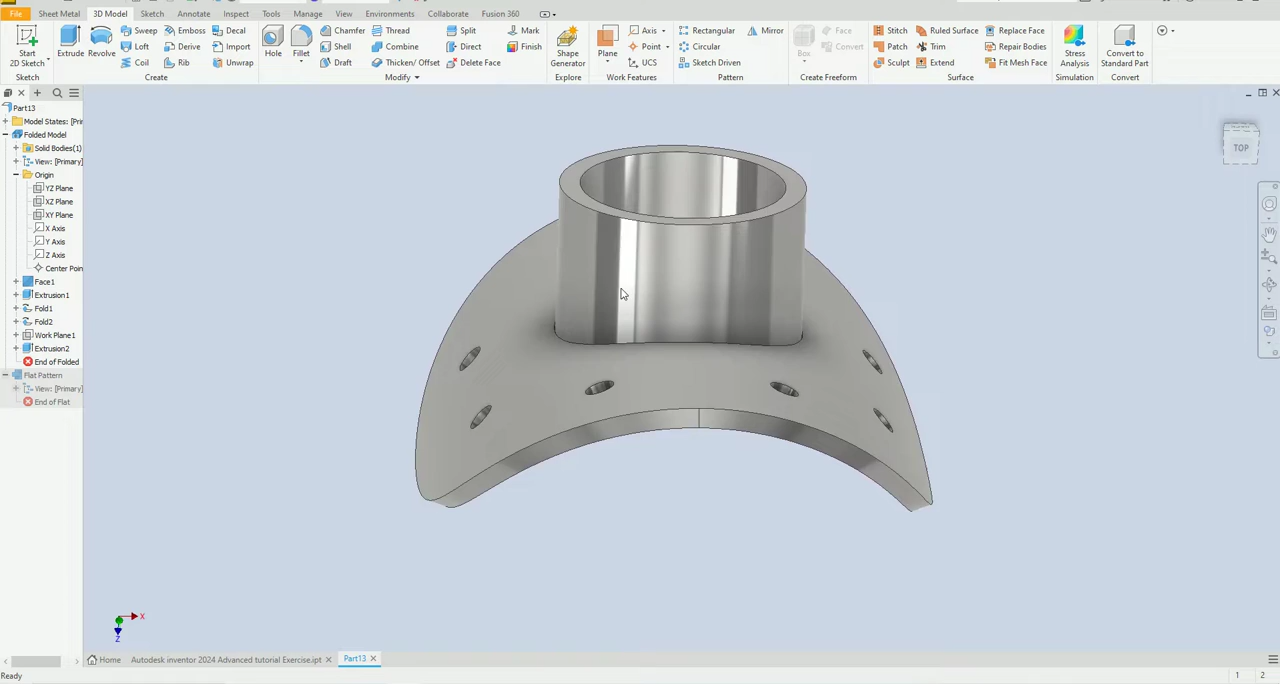 File Sheet Metal 3D Model Sketch Annotate Inspect Tools Manage View Environments Collaborate Fusion 360
Start
2D Sketch
Sketch
Extrude Revolve Sweep Emboss Decal
Loft Derive Import
Coil Rib Unwrap
Create
Hole Fillet Chamfer Thread Split Mark
Shell Combine Direct Finish
Draft Thicken/ Offset Delete Face
Modify
Shape
Generator
Explore
Plane Axis
Point
UCS
Work Features
Rectangular Mirror
Circular
Sketch Driven
Pattern
Box Face
Convert
Create Freeform
Stitch Ruled Surface Replace Face
Patch Trim Repair Bodies
Sculpt Extend Fit Mesh Face
Surface
Stress
Analysis
Simulation
Convert to
Standard Part
Convert
Part13
Model States: [Pri
Folded Model
Solid Bodies(1)
View: [Primary]
Origin
YZ Plane
XZ Plane
XY Plane
X Axis
Y Axis
Z Axis
Center Poin
Face1
Extrusion1
Fold1
Fold2
Work Plane1
Extrusion2
End of Folded
Flat Pattern
View: [Primary]
End of Flat
TOP
X
Z
Home Autodesk inventor 2024 Advanced tutorial Exercise.ipt Part13
Ready 1 2